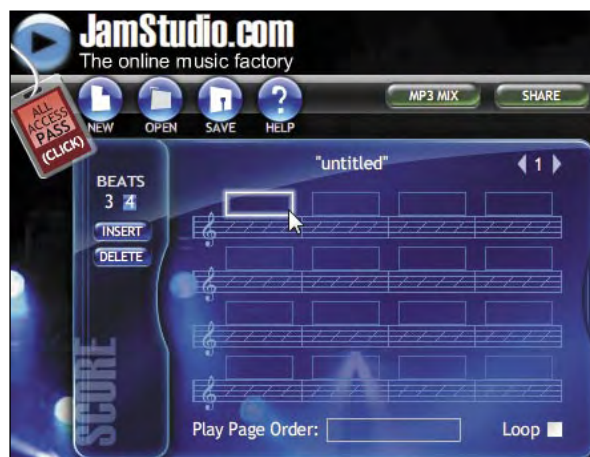 JamStudio.com
The online music factory
ALL
ACCESS
PASS
(CLICK)
NEW OPEN SAVE HELP
MP3 MIX SHARE
"untitled" 1
BEATS
3 4
INSERT
DELETE
SCORE
Play Page Order: Loop